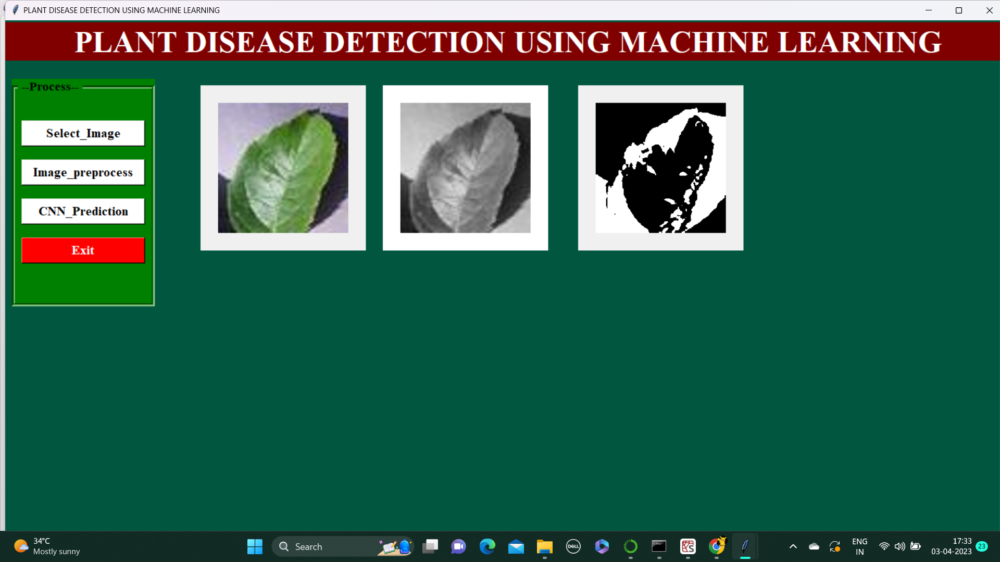 PLANT DISEASE DETECTION USING MACHINE LEARNING
PLANT DISEASE DETECTION USING MACHINE LEARNING
--Process--
Select_Image
Image_preprocess
CNN_Prediction
Exit
34°C
Mostly sunny
Search
DELL
ENG
IN
17:33
03-04-2023
23